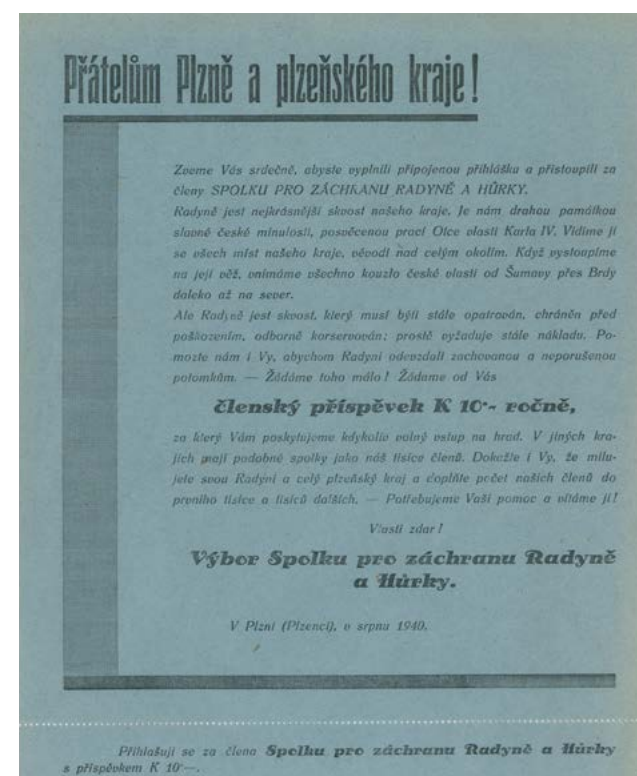 Přátelům Plzně a plzeňského kraje!
Zveme Vás srdečně, abyste vyplnili připojenou přihlášku a přistoupili za
členy SPOLKU PRO ZÁCHRANU RADYNĚ A HŮRKY.
Radyně jest nejkrásnější skvost našeho kraje. Je nám drahou památkou
slavné české minulosti, posvěcenou prací Otce vlasti Karla IV. Vidíme ji
se všech míst našeho kraje, vévodí nad celým okolím. Když vystoupíme
na její věž, vnímáme všechno kouzlo české vlasti od Šumavy přes Brdy
daleko až na sever.
Ale Radyně jest skvost, který musí býti stále opatrován, chráněn před
poškozením, odborně konservován; prostě vyžaduje stále nákladu. Po-
mozte nám i Vy, abychom Radyni odevzdali zachovanou a neporušenou
potomkům. — Žádáme toho málo! Žádáme od Vás
členský příspěvek K 10·- ročně,
za který Vám poskytujeme kdykoliv volný vstup na hrad. V jiných kra-
jích mají podobné spolky jako náš tisíce členů. Dokažte i Vy, že milu-
jete svou Radyni a celý plzeňský kraj a doplňte počet našich členů do
prvního tisíce a tisíců dalších. — Potřebujeme Vaší pomoc a vítáme ji!
Vlasti zdar!
Výbor Spolku pro záchranu Radyně
a Hůrky.
V Plzni (Plzenci), v srpnu 1940.
Přihlašuji se za člena Spolku pro záchranu Radyně a Hůrky
s příspěvkem K 10·—.